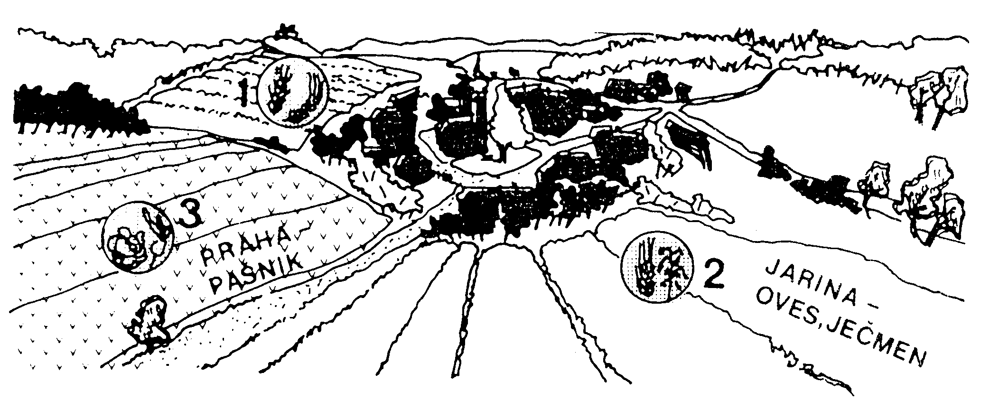 1
3
PRAHA –
PAŠNIK
2
JARINA –
OVES, JEČMEN